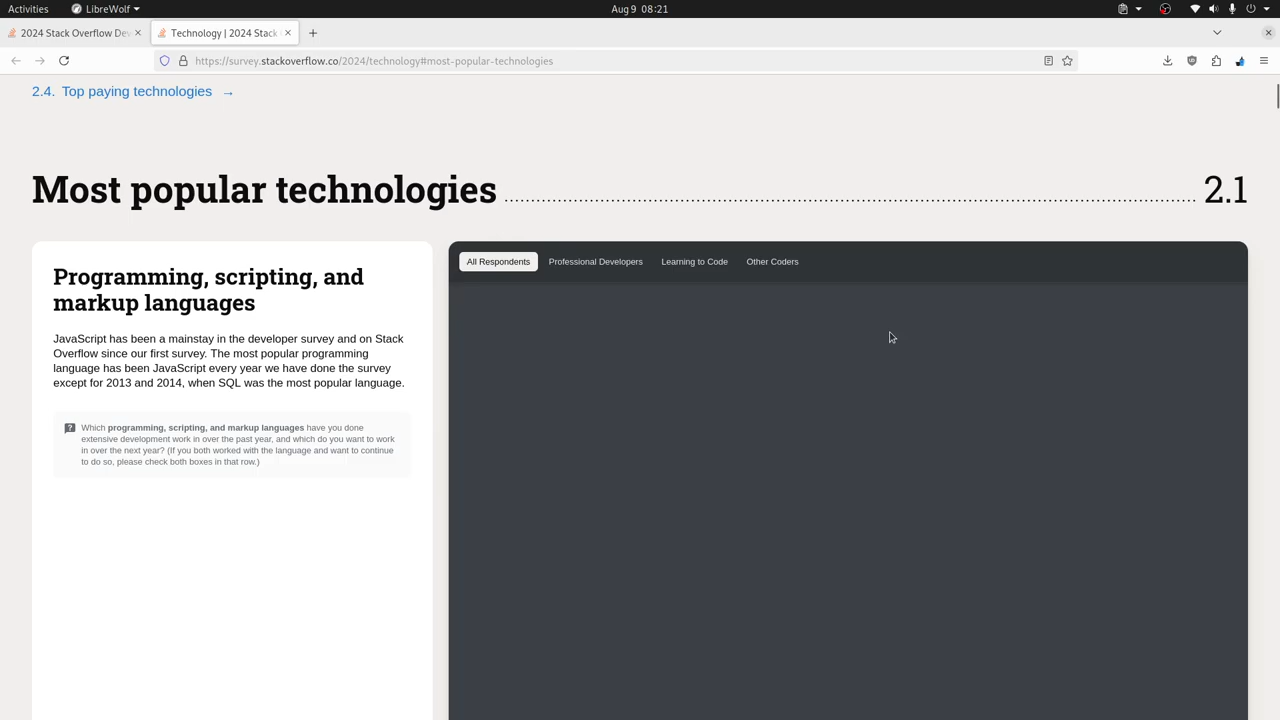 Activities
LibreWolf
Aug 9 08:21
2024 Stack Overflow Dev
Technology | 2024 Stack
https://survey.stackoverflow.co/2024/technology#most-popular-technologies
2.4. Top paying technologies →
Most popular technologies
2.1
Programming, scripting, and
markup languages
JavaScript has been a mainstay in the developer survey and on Stack
Overflow since our first survey. The most popular programming
language has been JavaScript every year we have done the survey
except for 2013 and 2014, when SQL was the most popular language.
Which programming, scripting, and markup languages have you done
extensive development work in over the past year, and which do you want to work
in over the next year? (If you both worked with the language and want to continue
to do so, please check both boxes in that row.)
All Respondents
Professional Developers
Learning to Code
Other Coders